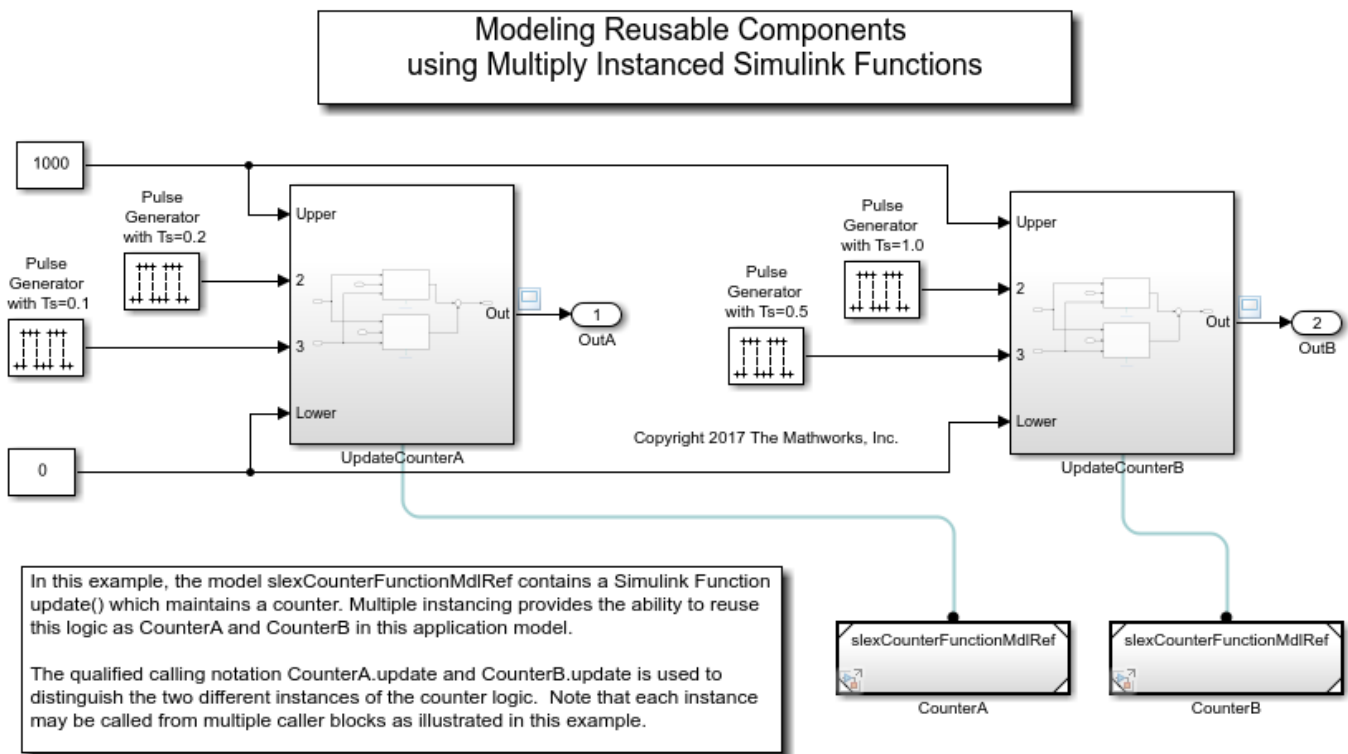 Modeling Reusable Components
using Multiply Instanced Simulink Functions
1000
Pulse
Generator
with Ts=0.2
Pulse
Generator
with Ts=0.1
Upper
2
3
Lower
Out
UpdateCounterA
1
OutA
Pulse
Generator
with Ts=1.0
Pulse
Generator
with Ts=0.5
Upper
2
3
Lower
Out
UpdateCounterB
2
OutB
Copyright 2017 The Mathworks, Inc.
0
In this example, the model slexCounterFunctionMdlRef contains a Simulink Function
update() which maintains a counter. Multiple instancing provides the ability to reuse
this logic as CounterA and CounterB in this application model.
The qualified calling notation CounterA.update and CounterB.update is used to
distinguish the two different instances of the counter logic.  Note that each instance
may be called from multiple caller blocks as illustrated in this example.
slexCounterFunctionMdlRef
CounterA
slexCounterFunctionMdlRef
CounterB